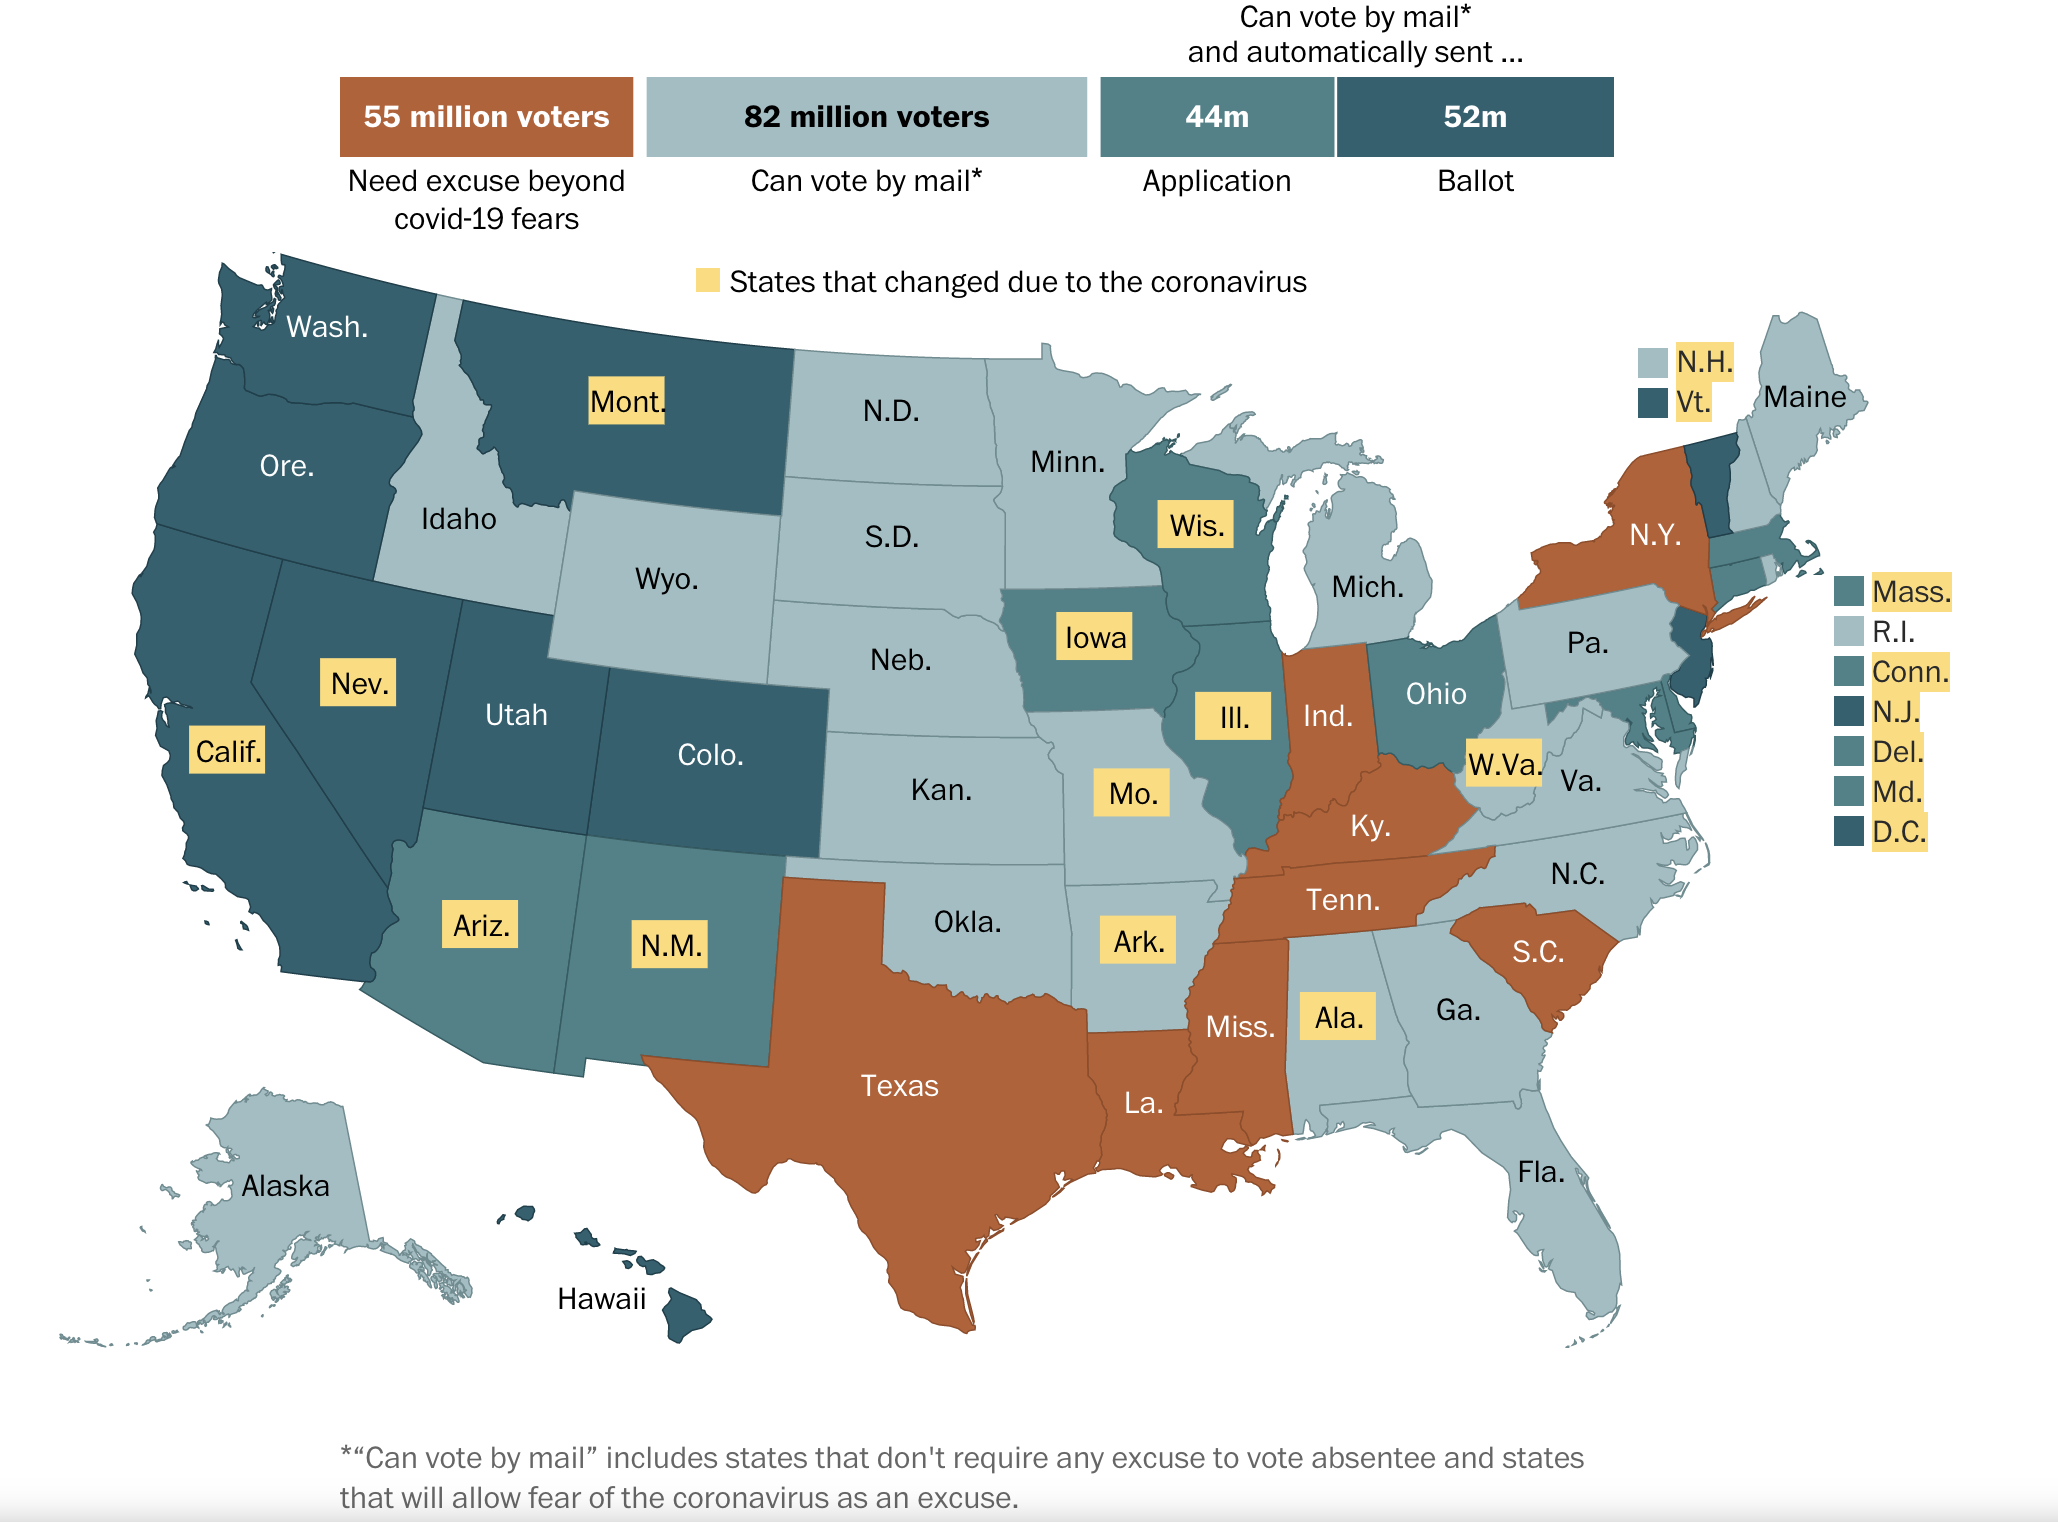 Can vote by mail*
and automatically sent ...
55 million voters
82 million voters
44m
52m
Need excuse beyond
covid-19 fears
Can vote by mail*
Application
Ballot
States that changed due to the coronavirus
Wash.
Mont.
N.D.
Minn.
N.H.
Vt.
Maine
Ore.
Idaho
Wyo.
S.D.
Wis.
Mich.
N.Y.
Mass.
R.I.
Conn.
N.J.
Del.
Md.
D.C.
Calif.
Nev.
Utah
Colo.
Neb.
Iowa
Ill.
Ind.
Ohio
Pa.
Kan.
Mo.
Ky.
W.Va.
Va.
Ariz.
N.M.
Okla.
Ark.
Tenn.
N.C.
S.C.
Texas
La.
Miss.
Ala.
Ga.
Fla.
Alaska
Hawaii
*“Can vote by mail” includes states that don't require any excuse to vote absentee and states
that will allow fear of the coronavirus as an excuse.